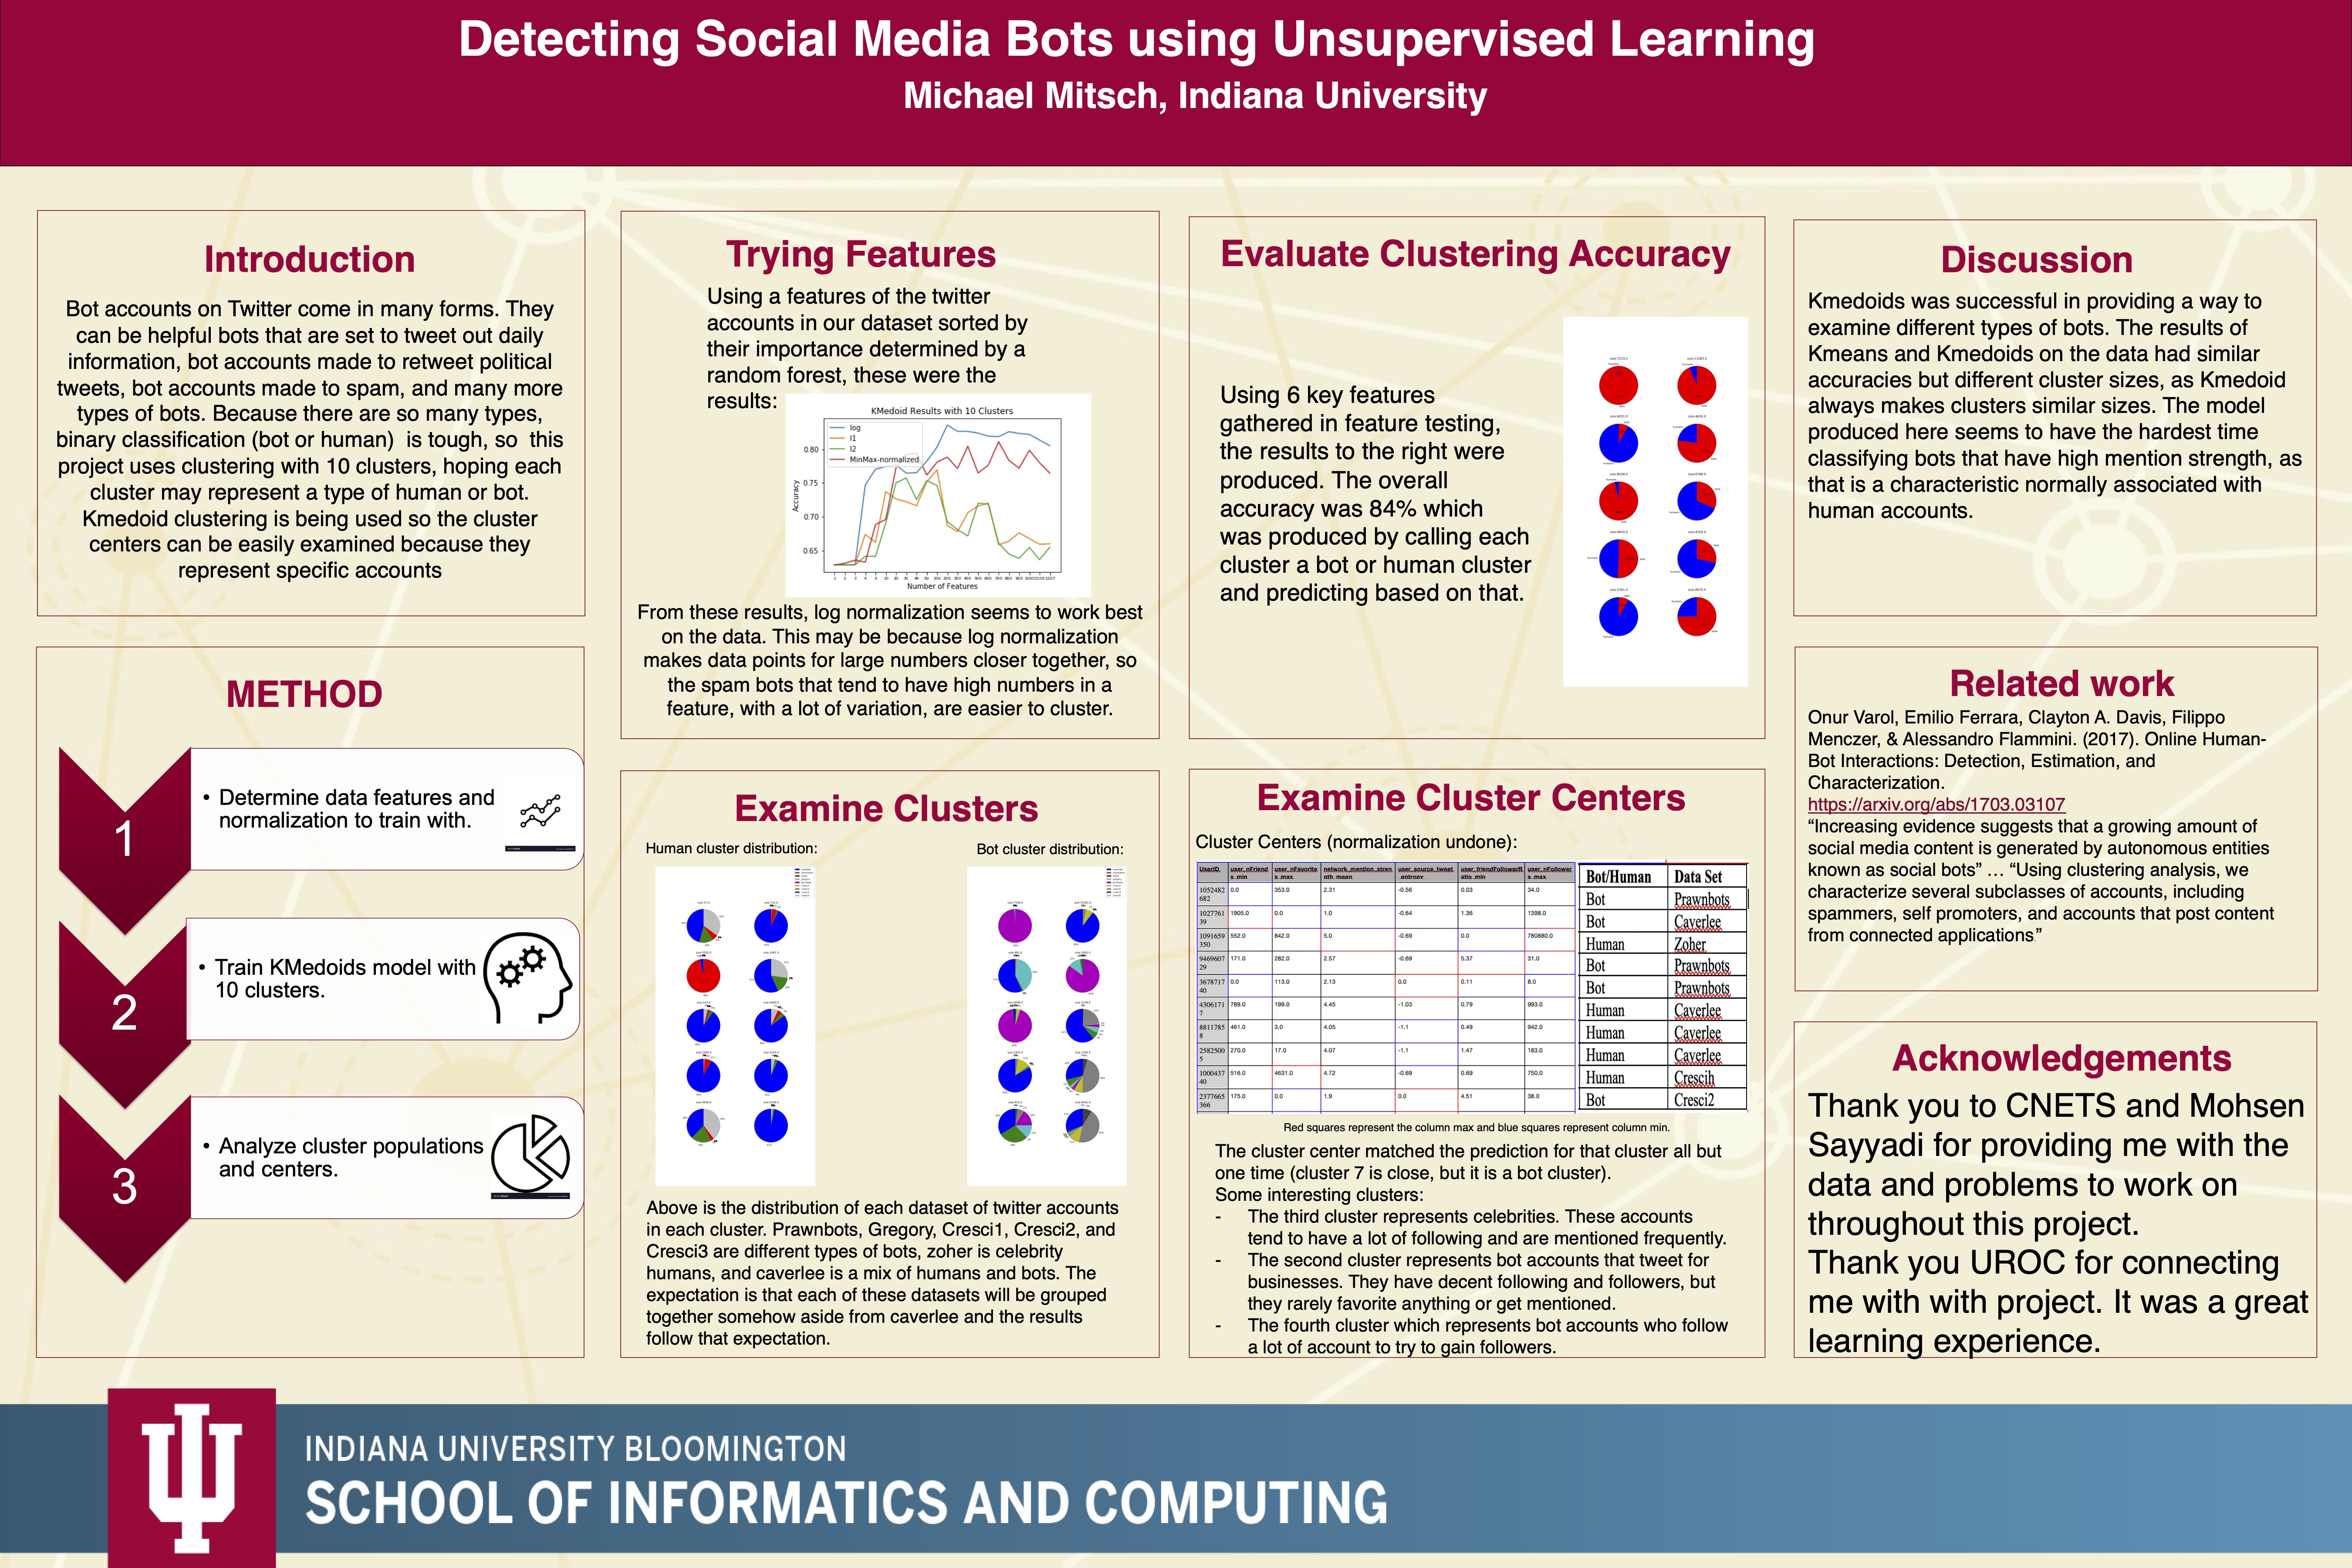 Detecting Social Media Bots using Unsupervised Learning
Michael Mitsch, Indiana University
Introduction
Bot accounts on Twitter come in many forms. They
can be helpful bots that are set to tweet out daily
information, bot accounts made to retweet political
tweets, bot accounts made to spam, and many more
types of bots. Because there are so many types,
binary classification (bot or human)  is tough, so  this
project uses clustering with 10 clusters, hoping each
cluster may represent a type of human or bot.
Kmedoid clustering is being used so the cluster
centers can be easily examined because they
represent specific accounts
METHOD
1
• Determine data features and
normalization to train with.
2
• Train KMedoids model with
10 clusters.
3
• Analyze cluster populations
and centers.
Trying Features
Using a features of the twitter
accounts in our dataset sorted by
their importance determined by a
random forest, these were the
results:
KMedoid Results with 10 Clusters
log
l1
l2
MinMax-normalized
Accuracy
0.80
0.75
0.70
0.65
Number of Features
From these results, log normalization seems to work best
on the data. This may be because log normalization
makes data points for large numbers closer together, so
the spam bots that tend to have high numbers in a
feature, with a lot of variation, are easier to cluster.
Examine Clusters
Human cluster distribution:
Bot cluster distribution:
Above is the distribution of each dataset of twitter accounts
in each cluster. Prawnbots, Gregory, Cresci1, Cresci2, and
Cresci3 are different types of bots, zoher is celebrity
humans, and caverlee is a mix of humans and bots. The
expectation is that each of these datasets will be grouped
together somehow aside from caverlee and the results
follow that expectation.
Evaluate Clustering Accuracy
Using 6 key features
gathered in feature testing,
the results to the right were
produced. The overall
accuracy was 84% which
was produced by calling each
cluster a bot or human cluster
and predicting based on that.
Examine Cluster Centers
Cluster Centers (normalization undone):
UserID user_nFriends_min user_nFavorites_max network_mention_strength_mean user_source_tweet_entropy user_friendFollowerRatio_min user_nFollowers_max Bot/Human Data Set
1052482682 0.0 353.0 2.31 -0.56 0.03 34.0 Bot Prawnbots
102776139 1905.0 0.0 1.0 -0.64 1.36 1398.0 Bot Caverlee
1091659350 552.0 842.0 5.0 -0.69 0.0 780880.0 Human Zoher
946960729 171.0 282.0 2.57 -0.69 5.37 31.0 Bot Prawnbots
367871740 0.0 113.0 2.13 0.0 0.11 8.0 Bot Prawnbots
43061717 789.0 199.0 4.45 -1.03 0.79 993.0 Human Caverlee
88117858 461.0 3.0 4.05 -1.1 0.49 942.0 Human Caverlee
25825005 270.0 17.0 4.07 -1.1 1.47 183.0 Human Caverlee
100043740 516.0 4631.0 4.72 -0.69 0.69 750.0 Human Crescih
2377665366 175.0 0.0 1.9 0.0 4.51 38.0 Bot Cresci2
Red squares represent the column max and blue squares represent column min.
The cluster center matched the prediction for that cluster all but
one time (cluster 7 is close, but it is a bot cluster).
Some interesting clusters:
- The third cluster represents celebrities. These accounts
tend to have a lot of following and are mentioned frequently.
- The second cluster represents bot accounts that tweet for
businesses. They have decent following and followers, but
they rarely favorite anything or get mentioned.
- The fourth cluster which represents bot accounts who follow
a lot of account to try to gain followers.
Discussion
Kmedoids was successful in providing a way to
examine different types of bots. The results of
Kmeans and Kmedoids on the data had similar
accuracies but different cluster sizes, as Kmedoid
always makes clusters similar sizes. The model
produced here seems to have the hardest time
classifying bots that have high mention strength, as
that is a characteristic normally associated with
human accounts.
Related work
Onur Varol, Emilio Ferrara, Clayton A. Davis, Filippo
Menczer, & Alessandro Flammini. (2017). Online Human-
Bot Interactions: Detection, Estimation, and
Characterization.
https://arxiv.org/abs/1703.03107
“Increasing evidence suggests that a growing amount of
social media content is generated by autonomous entities
known as social bots” … “Using clustering analysis, we
characterize several subclasses of accounts, including
spammers, self promoters, and accounts that post content
from connected applications”
Acknowledgements
Thank you to CNETS and Mohsen
Sayyadi for providing me with the
data and problems to work on
throughout this project.
Thank you UROC for connecting
me with with project. It was a great
learning experience.
INDIANA UNIVERSITY BLOOMINGTON
SCHOOL OF INFORMATICS AND COMPUTING